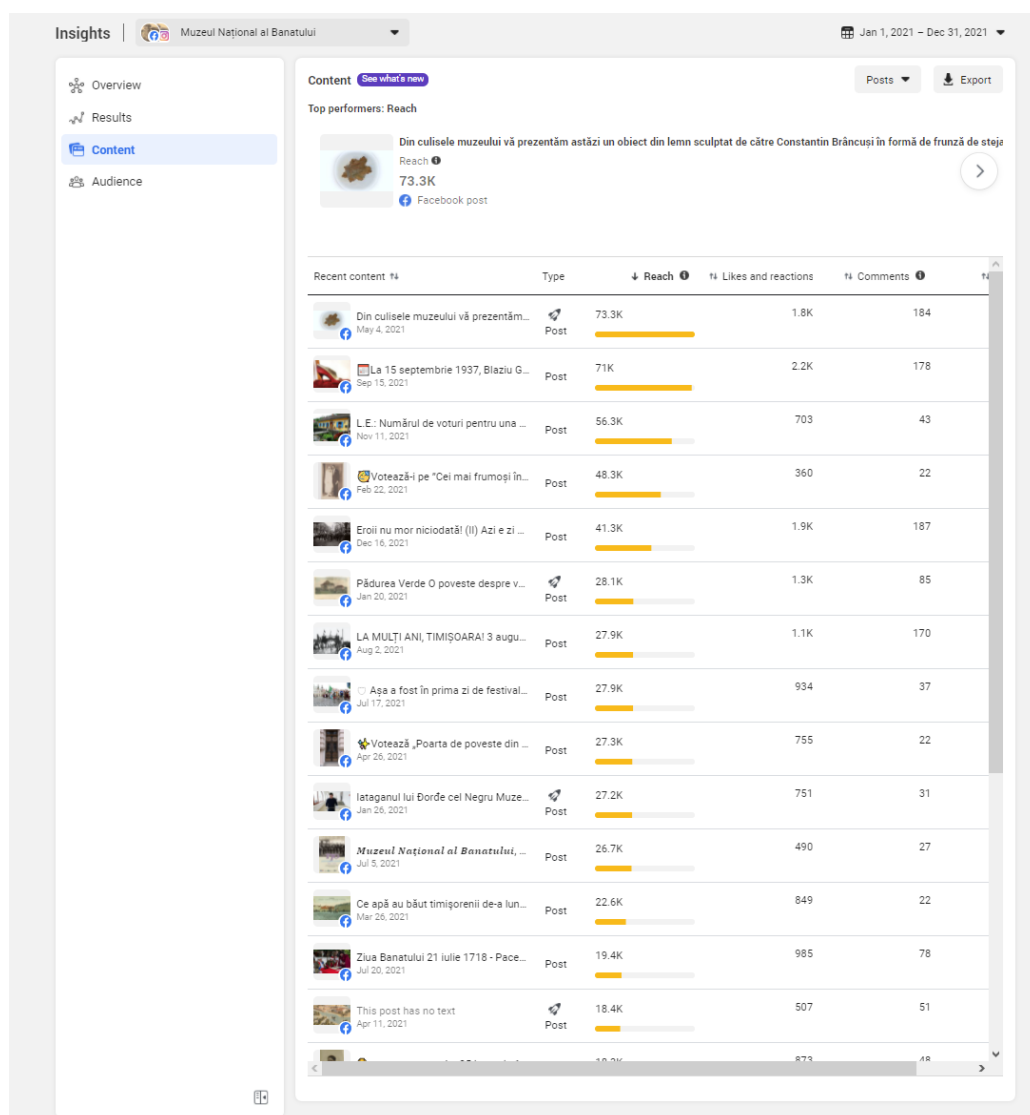 Insights
Muzeul Național al Banatului
Jan 1, 2021 – Dec 31, 2021
Overview
Results
Content
Audience
Content See what's new
Posts
Export
Top performers: Reach
Din culisele muzeului vă prezentăm astăzi un obiect din lemn sculptat de către Constantin Brâncuși în formă de frunză de steja
Reach
73.3K
Facebook post
Recent content Type Reach Likes and reactions Comments
Din culisele muzeului vă prezentăm... Post 73.3K 1.8K 184
May 4, 2021
La 15 septembrie 1937, Blaziu G... Post 71K 2.2K 178
Sep 15, 2021
L.E.: Numărul de voturi pentru una ... Post 56.3K 703 43
Nov 11, 2021
Votează-i pe "Cei mai frumoși în... Post 48.3K 360 22
Feb 22, 2021
Eroii nu mor niciodată! (II) Azi e zi ... Post 41.3K 1.9K 187
Dec 16, 2021
Pădurea Verde O poveste despre v... Post 28.1K 1.3K 85
Jan 20, 2021
LA MULȚI ANI, TIMIȘOARA! 3 augu... Post 27.9K 1.1K 170
Aug 2, 2021
Așa a fost în prima zi de festival... Post 27.9K 934 37
Jul 17, 2021
Votează „Poarta de poveste din ... Post 27.3K 755 22
Apr 26, 2021
Iataganul lui Đorđe cel Negru Muze... Post 27.2K 751 31
Jan 26, 2021
Muzeul Național al Banatului, ... Post 26.7K 490 27
Jul 5, 2021
Ce apă au băut timișorenii de-a lun... Post 22.6K 849 22
Mar 26, 2021
Ziua Banatului 21 iulie 1718 - Pace... Post 19.4K 985 78
Jul 20, 2021
This post has no text Post 18.4K 507 51
Apr 11, 2021
873 48